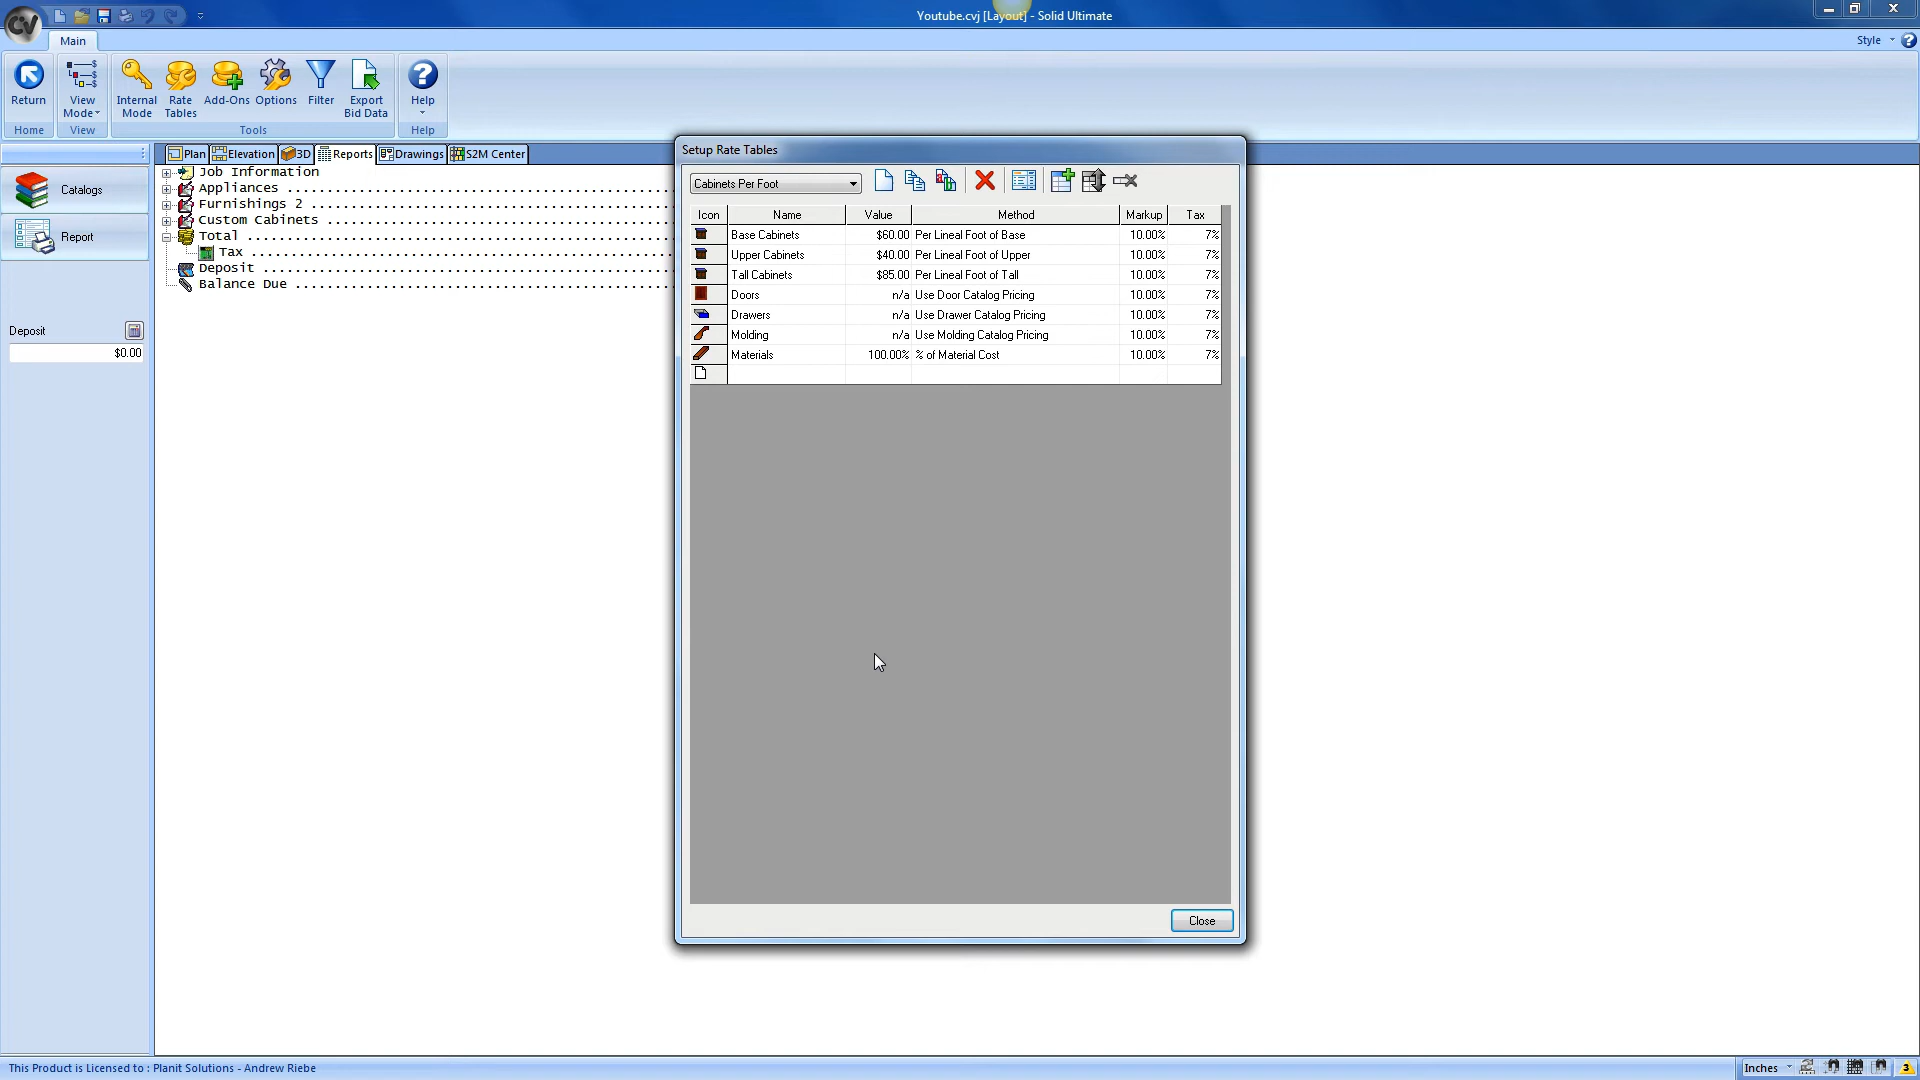 Youtube.cvj [Layout] - Solid Ultimate
CV
Main
Style
Return
View Mode
Internal Mode
Rate Tables
Add-Ons
Options
Filter
Export Bid Data
Help
Home
View
Tools
Help
Plan
Elevation
3D
Reports
Drawings
S2M Center
Catalogs
Report
Deposit
$0.00
Job Information
Appliances
Furnishings 2
Custom Cabinets
Total
Tax
Deposit
Balance Due
Setup Rate Tables
Cabinets Per Foot
Icon Name Value Method Markup Tax
Base Cabinets $60.00 Per Lineal Foot of Base 10.00% 7%
Upper Cabinets $40.00 Per Lineal Foot of Upper 10.00% 7%
Tall Cabinets $85.00 Per Lineal Foot of Tall 10.00% 7%
Doors n/a Use Door Catalog Pricing 10.00% 7%
Drawers n/a Use Drawer Catalog Pricing 10.00% 7%
Molding n/a Use Molding Catalog Pricing 10.00% 7%
Materials 100.00% % of Material Cost 10.00% 7%
Close
This Product is Licensed to : Planit Solutions - Andrew Riebe
Inches
3